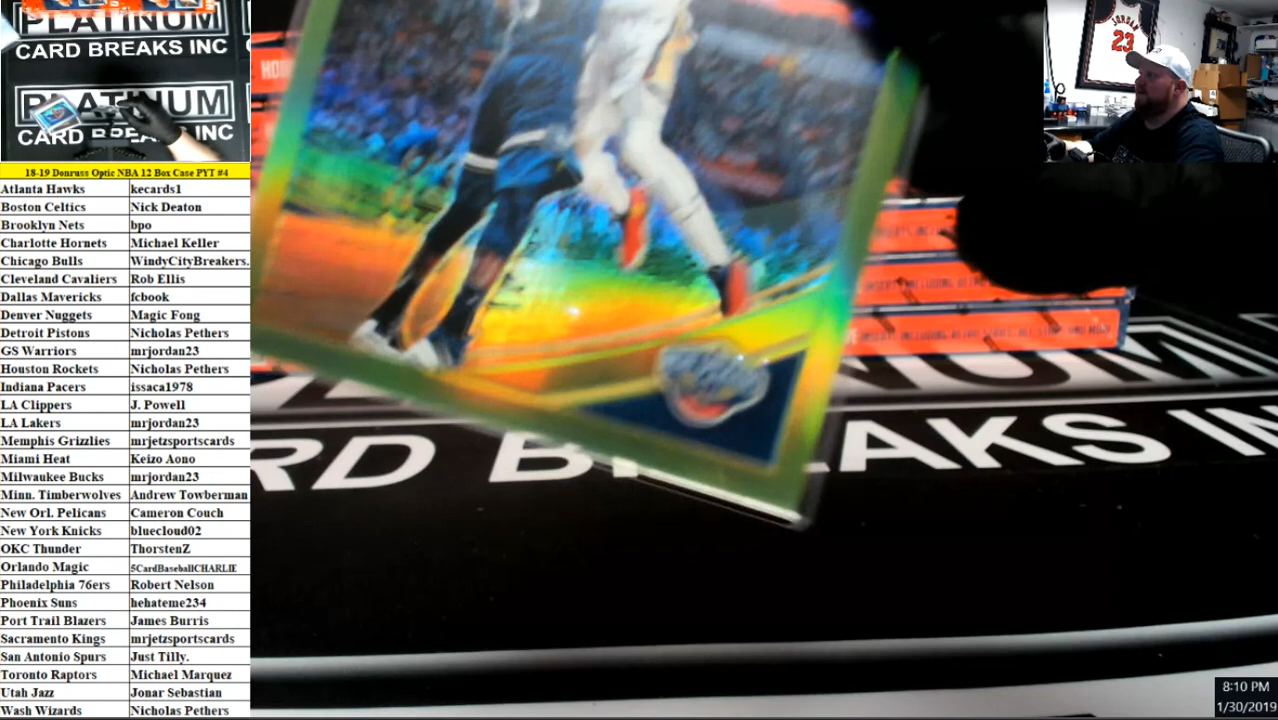 PLATINUM
CARD BREAKS INC
PLATINUM
CARD BREAKS INC
18-19 Donruss Optic NBA 12 Box Case PYT #4
Atlanta Hawks kecards1
Boston Celtics Nick Deaton
Brooklyn Nets bpo
Charlotte Hornets Michael Keller
Chicago Bulls WindyCityBreakers.
Cleveland Cavaliers Rob Ellis
Dallas Mavericks fcbook
Denver Nuggets Magic Fong
Detroit Pistons Nicholas Pethers
GS Warriors mrjordan23
Houston Rockets Nicholas Pethers
Indiana Pacers issaca1978
LA Clippers J. Powell
LA Lakers mrjordan23
Memphis Grizzlies mrjetzsportscards
Miami Heat Keizo Aono
Milwaukee Bucks mrjordan23
Minn. Timberwolves Andrew Towberman
New Orl. Pelicans Cameron Couch
New York Knicks bluecloud02
OKC Thunder ThorstenZ
Orlando Magic 5CardBaseballCHARLIE
Philadelphia 76ers Robert Nelson
Phoenix Suns hehateme234
Port Trail Blazers James Burris
Sacramento Kings mrjetzsportscards
San Antonio Spurs Just Tilly.
Toronto Raptors Michael Marquez
Utah Jazz Jonar Sebastian
Wash Wizards Nicholas Pethers
JORDAN
23
NUM
RD BREAKS IN
8:10 PM
1/30/2019